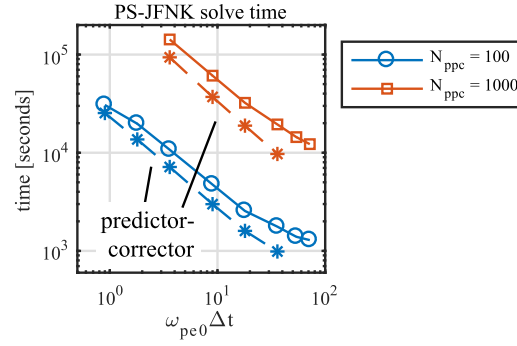 PS-JFNK solve time
N_ppc = 100
N_ppc = 1000
10^5
10^4
10^3
time [seconds]
predictor-
corrector
10^0 10^1 10^2
ω_pe0Δt